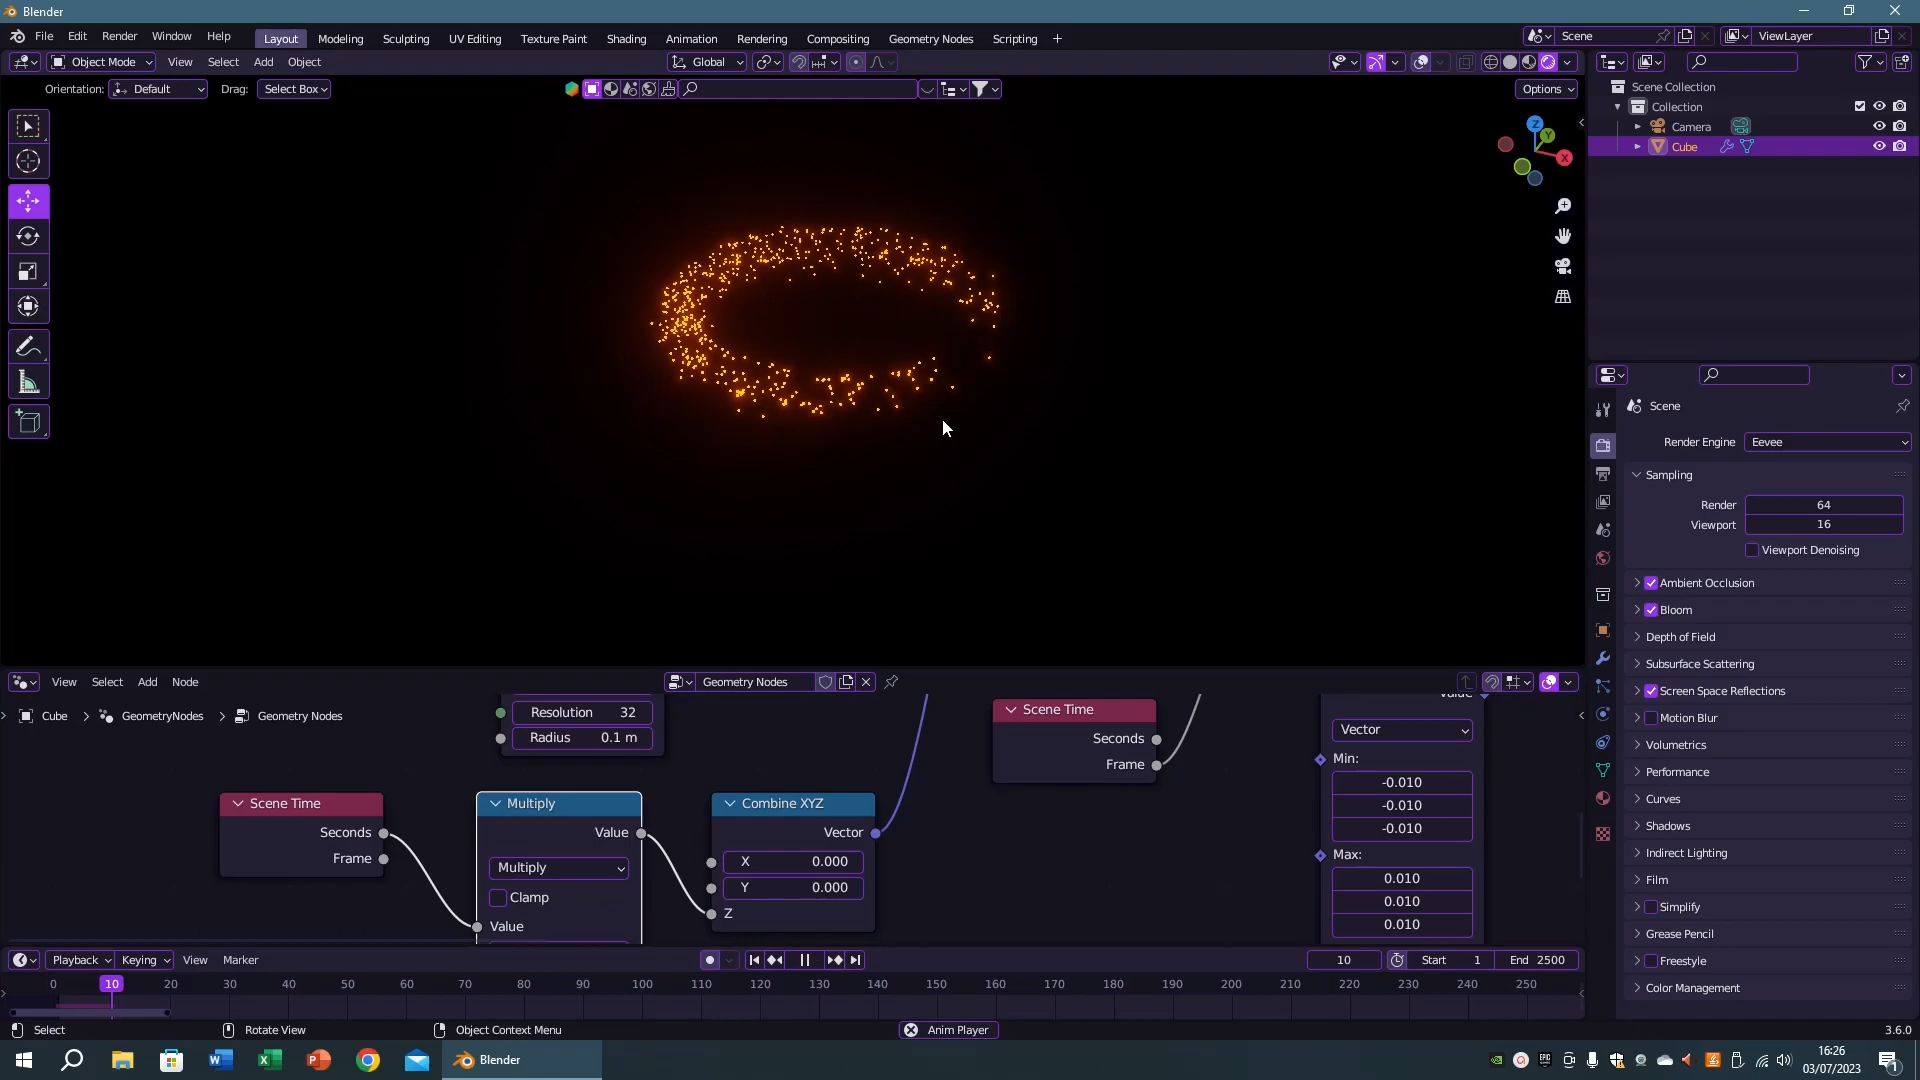 Blender
File Edit Render Window Help
Layout Modeling Sculpting UV Editing Texture Paint Shading Animation Rendering Compositing Geometry Nodes Scripting +
Scene
ViewLayer
Object Mode View Select Add Object
Global
Orientation: Default Drag: Select Box
Options
Z
Y
X
Scene Collection
Collection
Camera
Cube
Scene
Render Engine Eevee
Sampling
Render 64
Viewport 16
Viewport Denoising
Ambient Occlusion
Bloom
Depth of Field
Subsurface Scattering
Screen Space Reflections
Motion Blur
Volumetrics
Performance
Curves
Shadows
Indirect Lighting
Film
Simplify
Grease Pencil
Freestyle
Color Management
View Select Add Node
Geometry Nodes
Cube > GeometryNodes > Geometry Nodes
Resolution 32
Radius 0.1 m
Scene Time
Seconds
Frame
Value
Vector
Min:
-0.010
-0.010
-0.010
Max:
0.010
0.010
0.010
Scene Time
Seconds
Frame
Multiply
Value
Multiply
Clamp
Value
Combine XYZ
Vector
X 0.000
Y 0.000
Z
Playback Keying View Marker
10
Start 1
End 2500
0 10 20 30 40 50 60 70 80 90 100 110 120 130 140 150 160 170 180 190 200 210 220 230 240 250
Select
Rotate View
Object Context Menu
Anim Player
3.6.0
Blender
16:26
03/07/2023